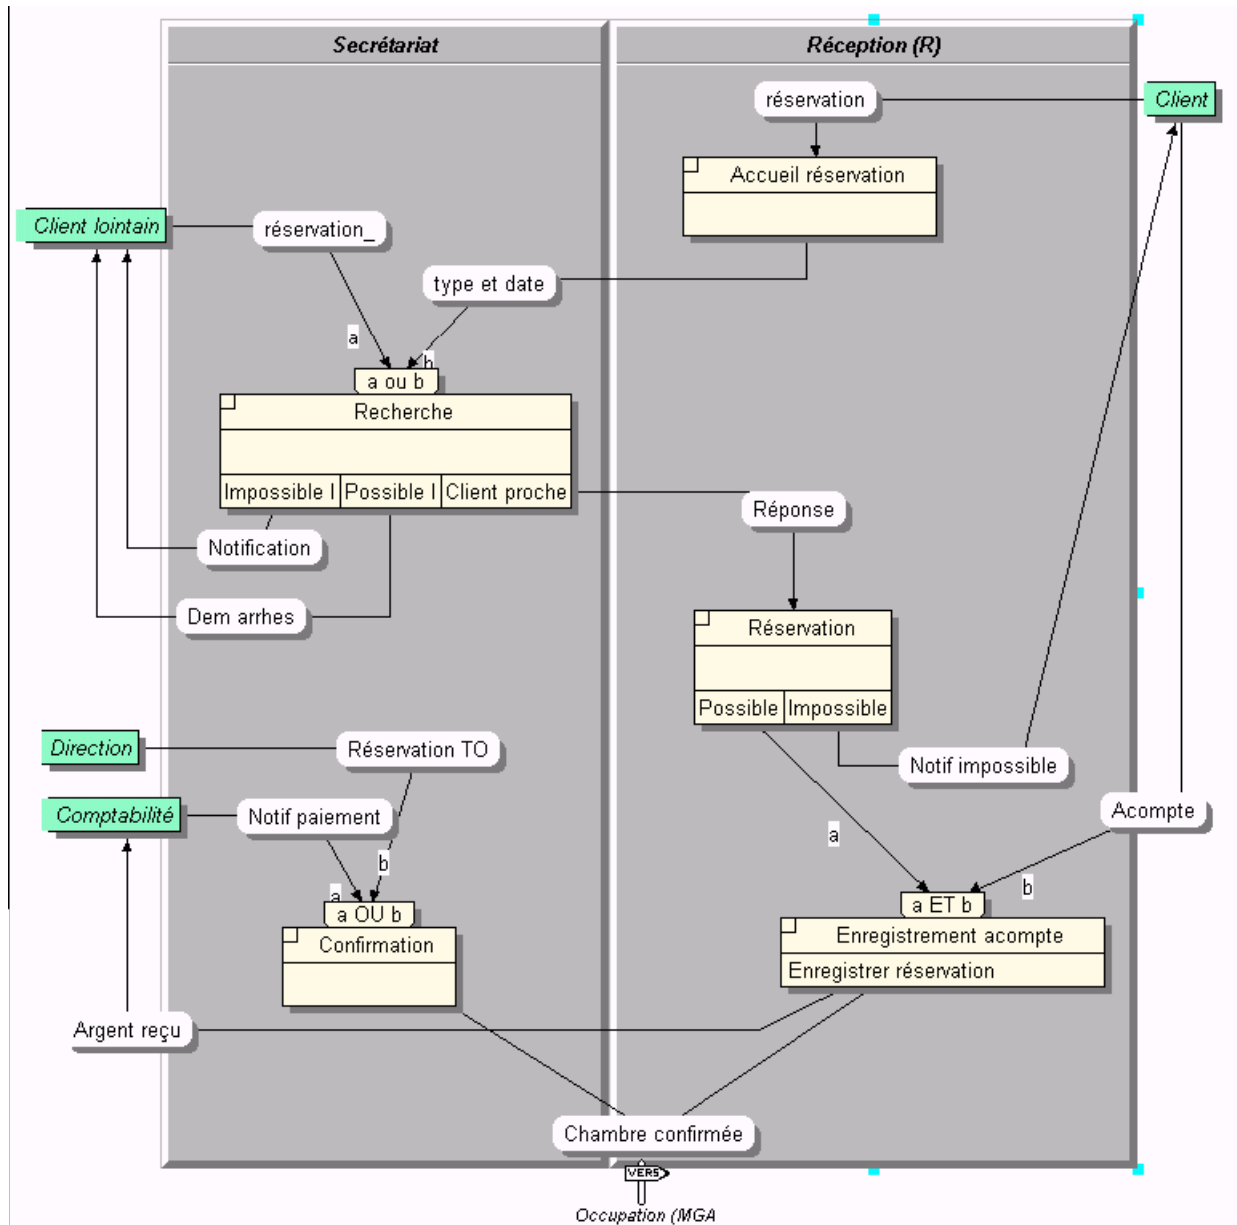 Secrétariat
Réception (R)
réservation
Client
Accueil réservation
Client lointain
réservation_
type et date
a
b
a ou b
Recherche
Impossible l
Possible l
Client proche
Réponse
Notification
Dem arrhes
Réservation
Possible
Impossible
Direction
Réservation TO
Notif impossible
Comptabilité
Notif paiement
Acompte
a
b
b
a
a ET b
a OU b
Confirmation
Enregistrement acompte
Enregistrer réservation
Argent reçu
Chambre confirmée
VERS
Occupation (MGA